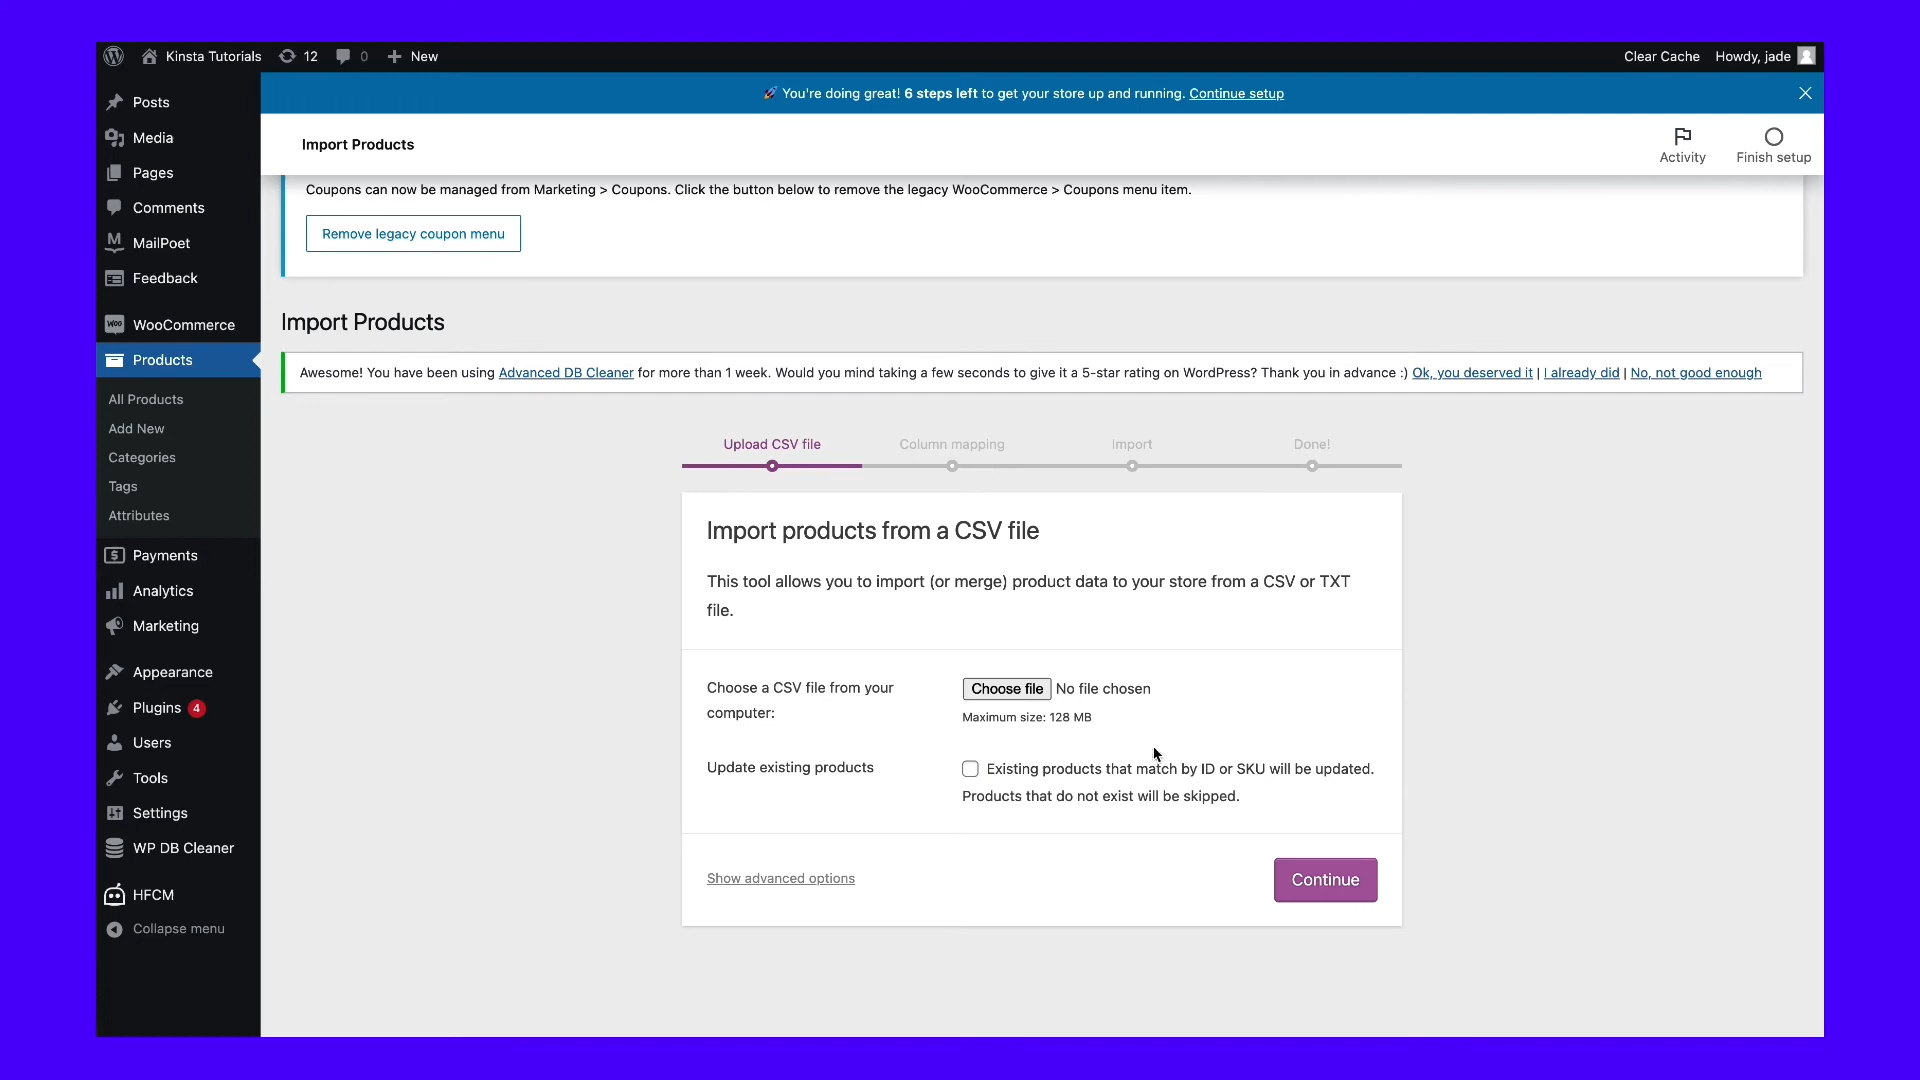 Kinsta Tutorials 12 0 New Clear Cache Howdy, jade
🚀 You're doing great! 6 steps left to get your store up and running. Continue setup
Import Products
Activity Finish setup
Posts
Media
Pages
Comments
MailPoet
Feedback
WooCommerce
Products
All Products
Add New
Categories
Tags
Attributes
Payments
Analytics
Marketing
Appearance
Plugins 4
Users
Tools
Settings
WP DB Cleaner
HFCM
Collapse menu
Coupons can now be managed from Marketing > Coupons. Click the button below to remove the legacy WooCommerce > Coupons menu item.
Remove legacy coupon menu
Import Products
Awesome! You have been using Advanced DB Cleaner for more than 1 week. Would you mind taking a few seconds to give it a 5-star rating on WordPress? Thank you in advance :) Ok, you deserved it | I already did | No, not good enough
Upload CSV file Column mapping Import Done!
Import products from a CSV file
This tool allows you to import (or merge) product data to your store from a CSV or TXT
file.
Choose a CSV file from your
computer:
Choose file No file chosen
Maximum size: 128 MB
Update existing products
Existing products that match by ID or SKU will be updated.
Products that do not exist will be skipped.
Show advanced options
Continue